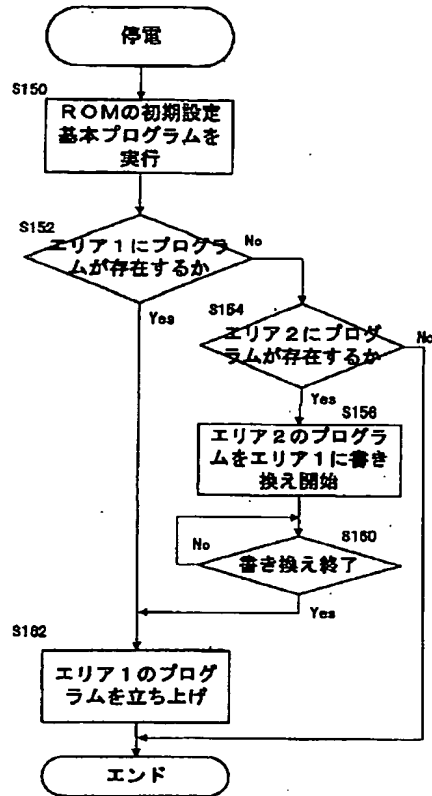 停電
S150
ROMの初期設定
基本プログラムを
実行
S152
エリア1にプログラ
ムが存在するか
No
Yes
S154
エリア2にプログ
ラムが存在するか
No
Yes
S156
エリア2のプログラ
ムをエリア1に書き
換え開始
S160
No
書き換え終了
Yes
S162
エリア1のプログ
ラムを立ち上げ
エンド